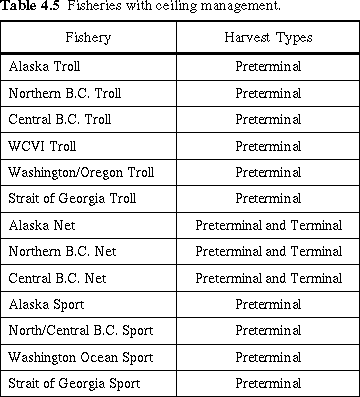 Table 4.5 Fisheries with ceiling management.
Fishery Harvest Types
Alaska Troll Preterminal
Northern B.C. Troll Preterminal
Central B.C. Troll Preterminal
WCVI Troll Preterminal
Washington/Oregon Troll Preterminal
Strait of Georgia Troll Preterminal
Alaska Net Preterminal and Terminal
Northern B.C. Net Preterminal and Terminal
Central B.C. Net Preterminal and Terminal
Alaska Sport Preterminal
North/Central B.C. Sport Preterminal
Washington Ocean Sport Preterminal
Strait of Georgia Sport Preterminal